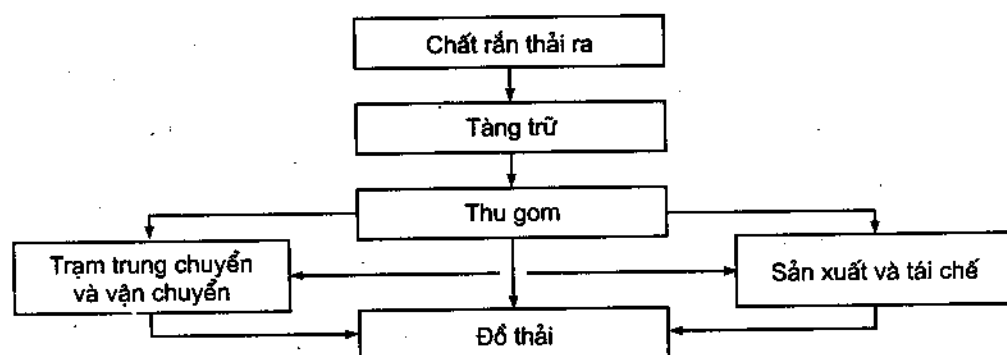 Chất rắn thải ra
Tàng trữ
Thu gom
Trạm trung chuyển
và vận chuyển
Sản xuất và tái chế
Đổ thải